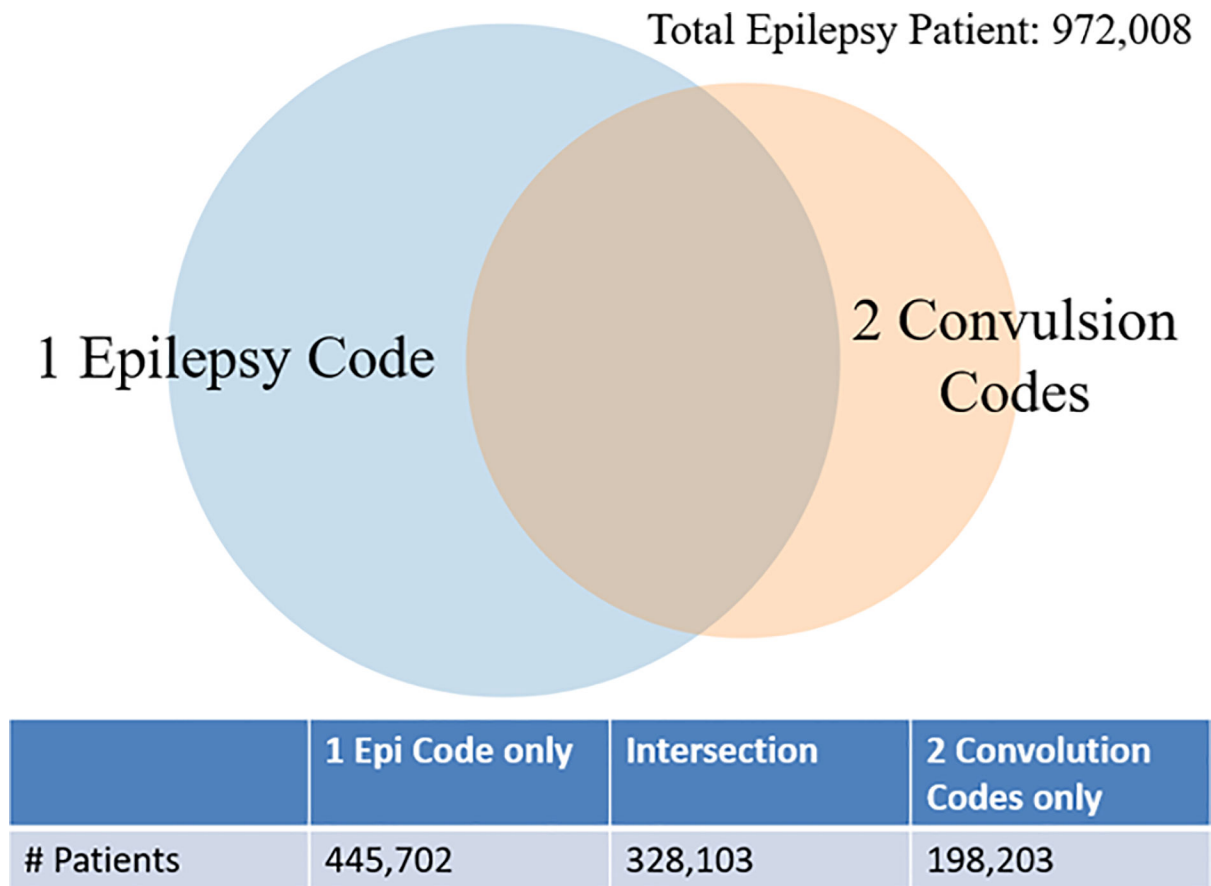 Total Epilepsy Patient: 972,008
1 Epilepsy Code
2 Convulsion
Codes
1 Epi Code only
Intersection
2 Convolution
Codes only
# Patients
445,702
328,103
198,203